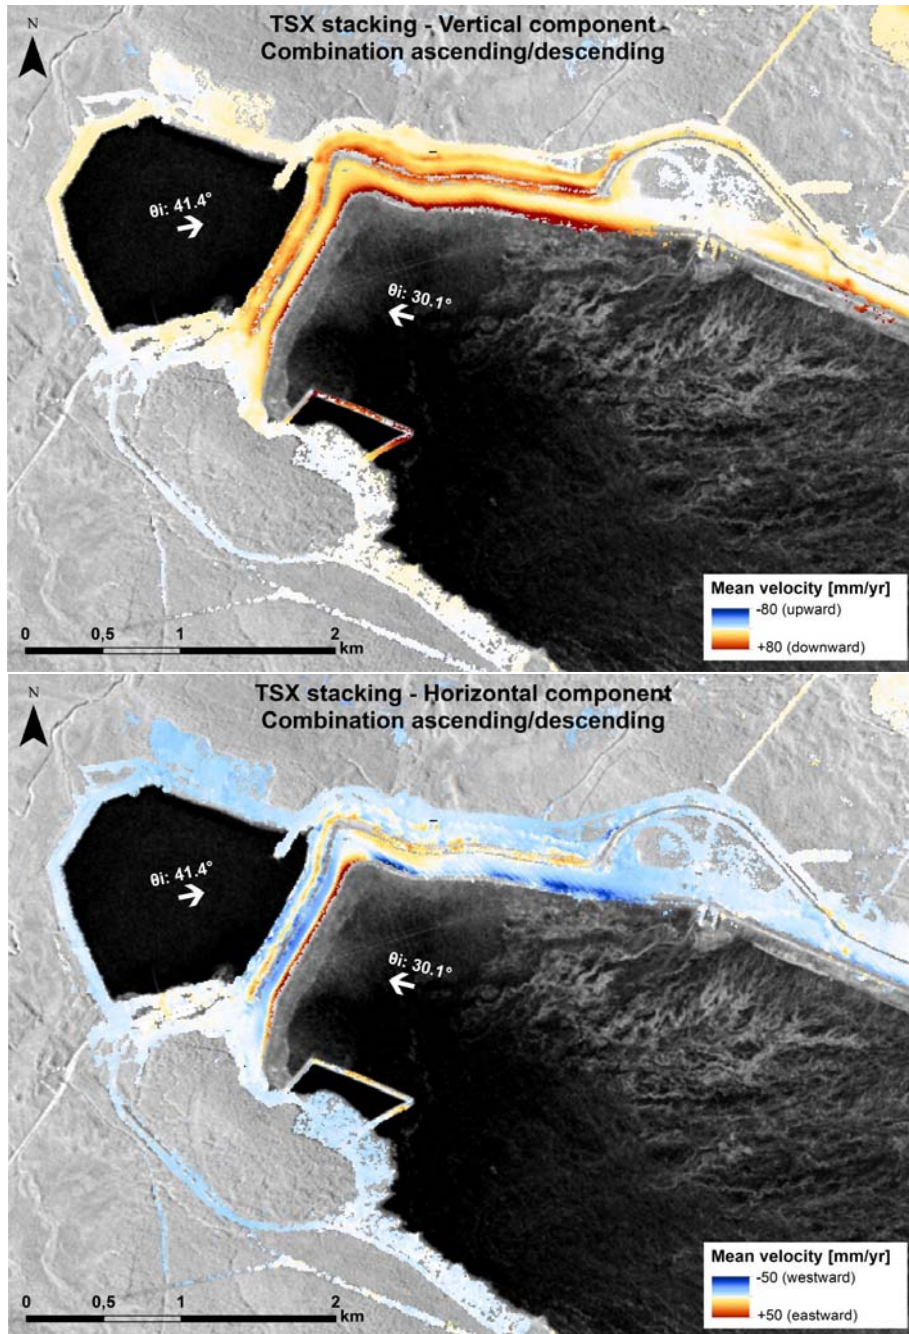 TSX stacking - Vertical component
Combination ascending/descending
N
θi: 41.4°
θi: 30.1°
Mean velocity [mm/yr]
-80 (upward)
+80 (downward)
0 0,5 1 2
km
TSX stacking - Horizontal component
Combination ascending/descending
N
θi: 41.4°
θi: 30.1°
Mean velocity [mm/yr]
-50 (westward)
+50 (eastward)
0 0,5 1 2
km